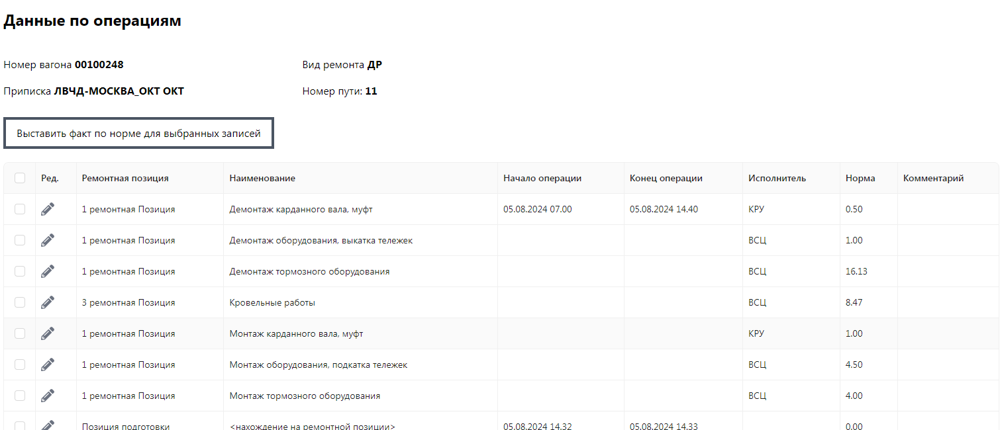 Данные по операциям
Номер вагона 00100248 Вид ремонта ДР
Приписка ЛВЧД-МОСКВА_ОКТ ОКТ Номер пути: 11
Выставить факт по норме для выбранных записей
Ред. Ремонтная позиция Наименование Начало операции Конец операции Исполнитель Норма Комментарий
1 ремонтная Позиция Демонтаж карданного вала, муфт 05.08.2024 07.00 05.08.2024 14.40 КРУ 0.50
1 ремонтная Позиция Демонтаж оборудования, выкатка тележек ВСЦ 1.00
1 ремонтная Позиция Демонтаж тормозного оборудования ВСЦ 16.13
3 ремонтная Позиция Кровельные работы ВСЦ 8.47
1 ремонтная Позиция Монтаж карданного вала, муфт КРУ 1.00
1 ремонтная Позиция Монтаж оборудования, подкатка тележек ВСЦ 4.50
1 ремонтная Позиция Монтаж тормозного оборудования ВСЦ 4.00
Позиция подготовки <нахождение на ремонтной позиции> 05.08.2024 14.32 05.08.2024 14.33 0.00